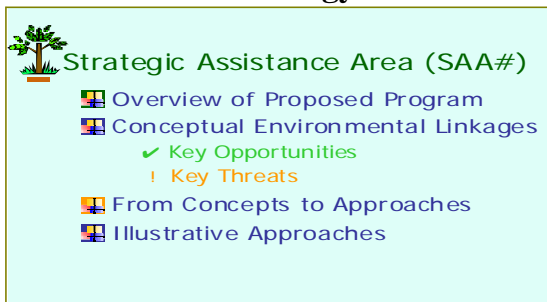 Strategic Assistance Area (SAA#)
Overview of Proposed Program
Conceptual Environmental Linkages
✔ Key Opportunities
! Key Threats
From Concepts to Approaches
Illustrative Approaches